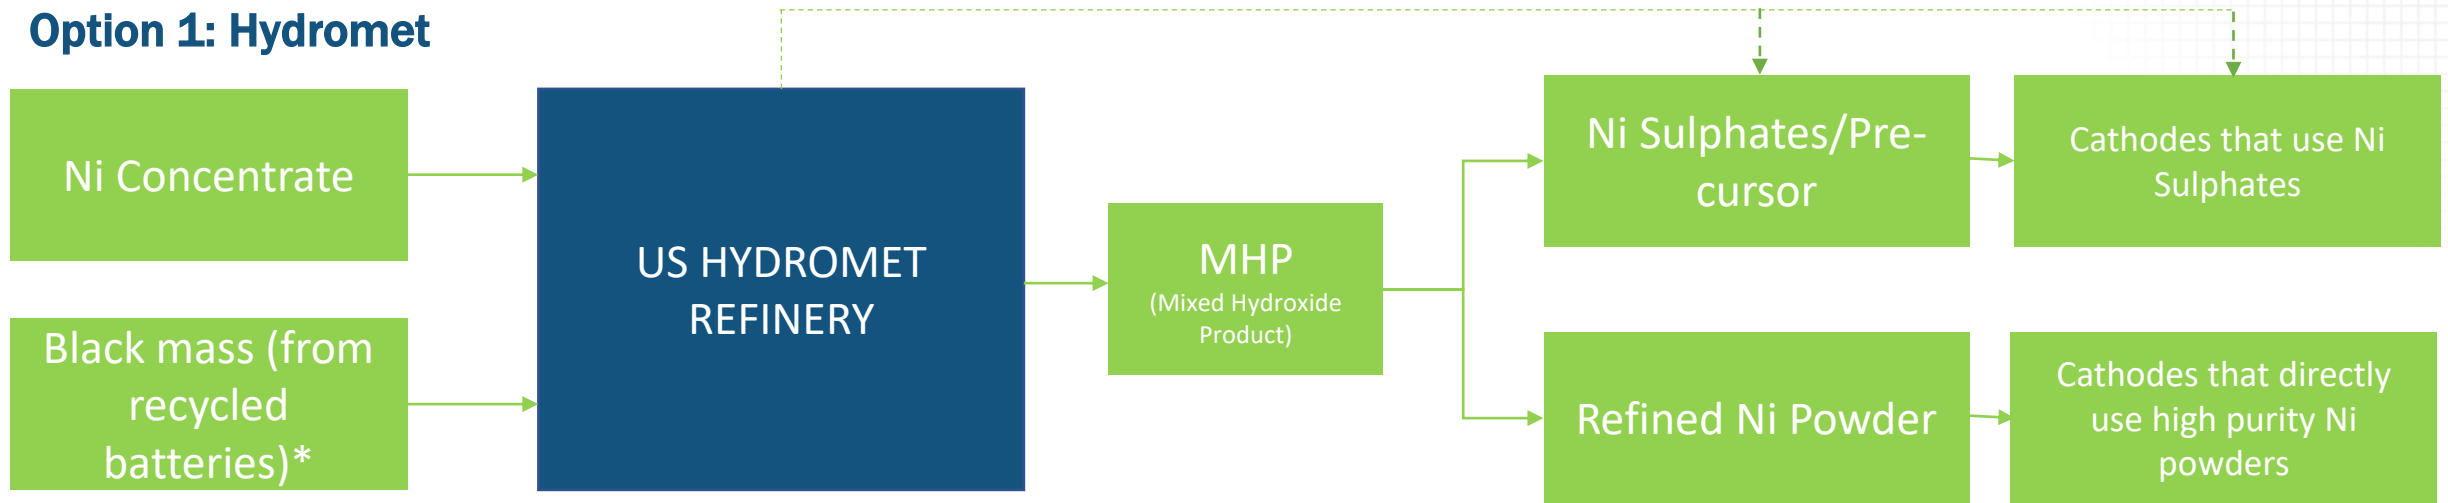 Option 1: Hydromet
Ni Concentrate
Black mass (from
recycled
batteries)*
US HYDROMET
REFINERY
MHP
(Mixed Hydroxide
Product)
Ni Sulphates/Pre-
cursor
Cathodes that use Ni
Sulphates
Refined Ni Powder
Cathodes that directly
use high purity Ni
powders